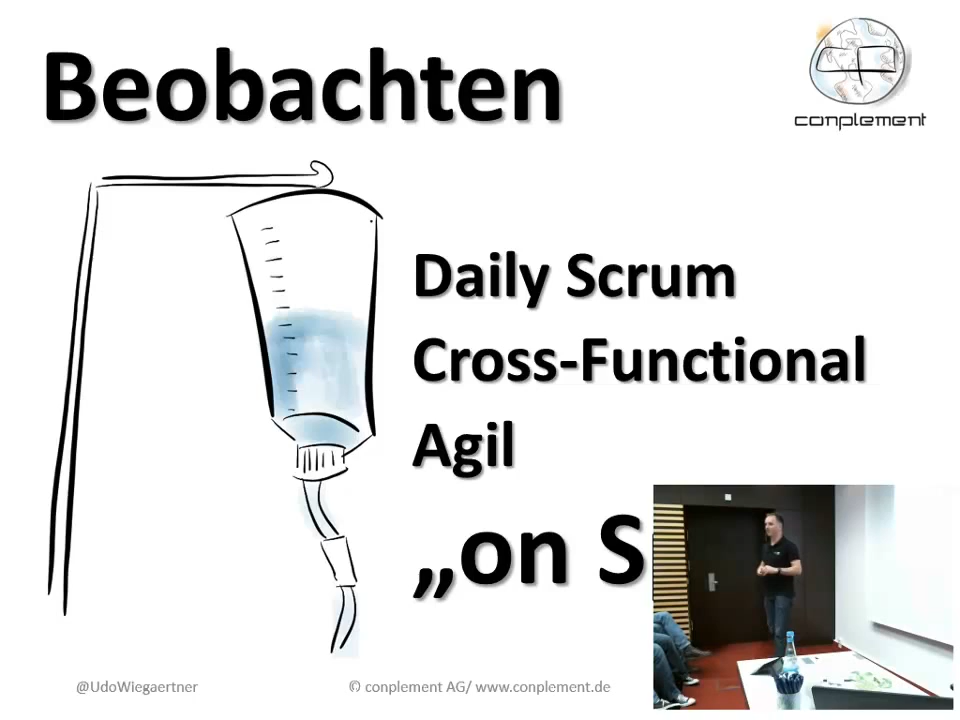 Beobachten
conplement
Daily Scrum
Cross-Functional
Agil
„on S
@UdoWiegaertner
© conplement AG/ www.conplement.de